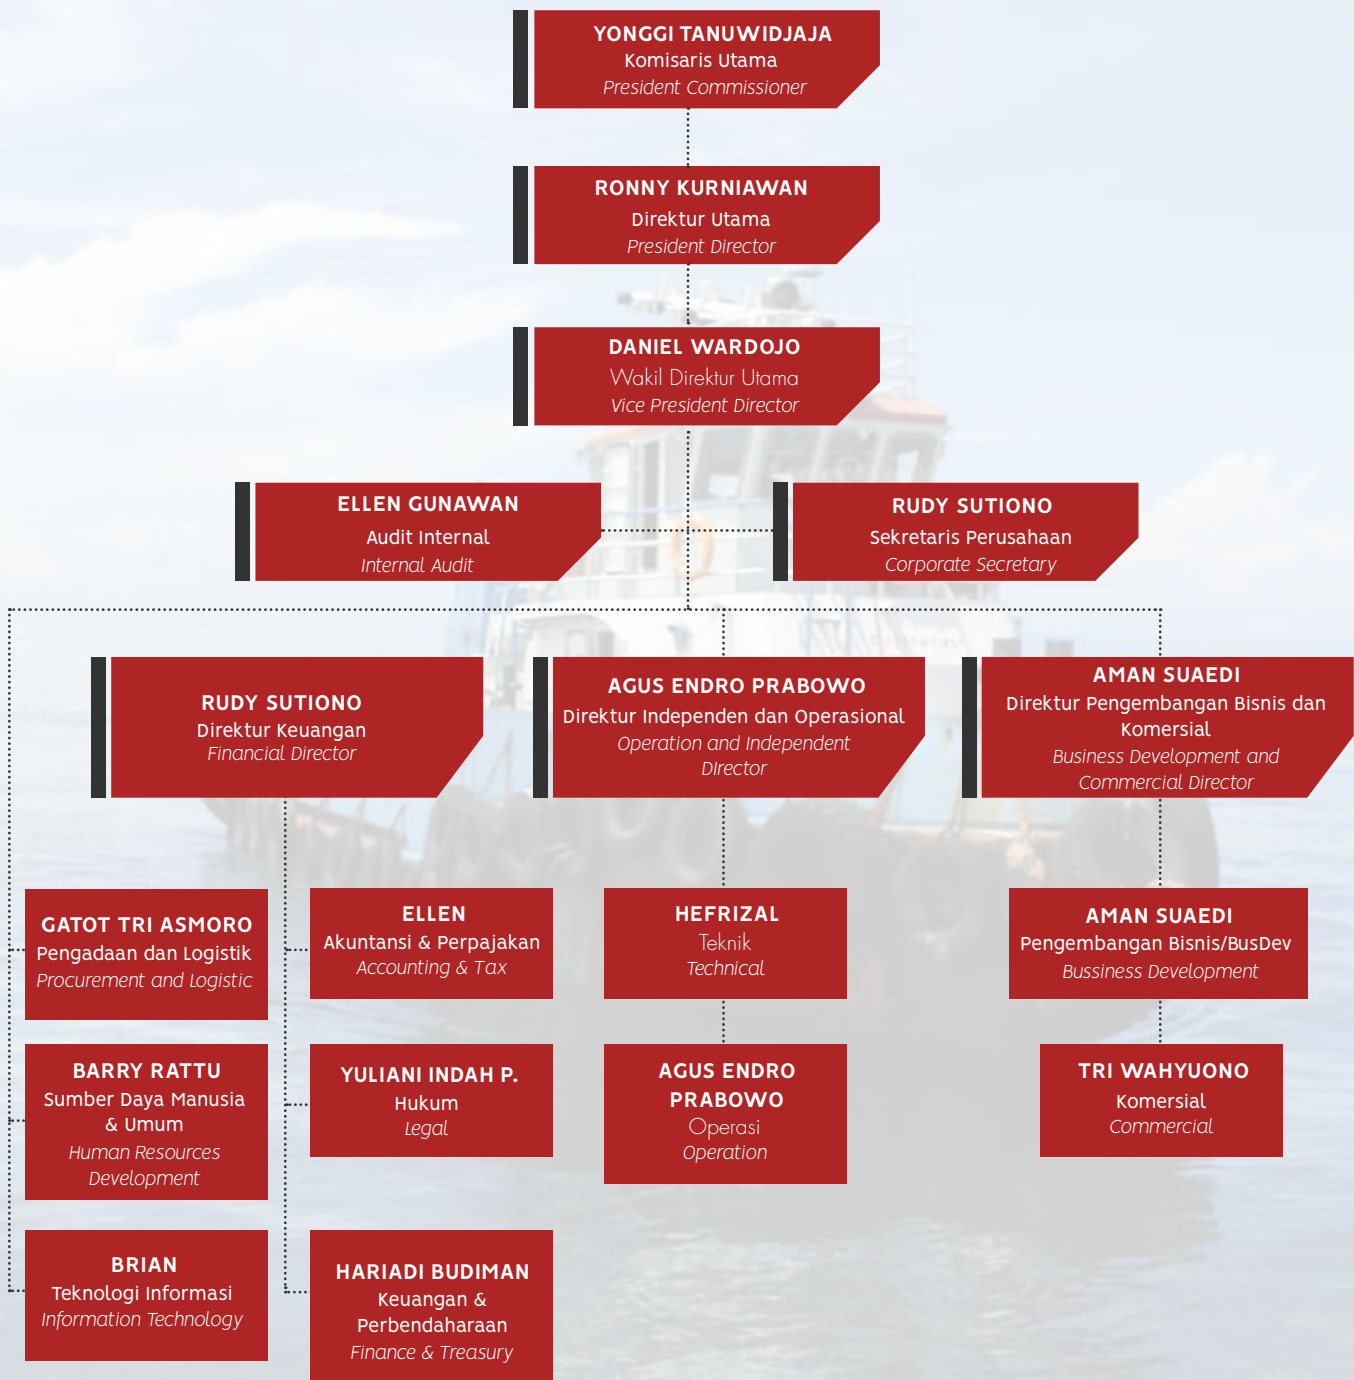 YONGGI TANUWIDJAJA
Komisaris Utama
President Commissioner
RONNY KURNIAWAN
Direktur Utama
President Director
DANIEL WARDOJO
Wakil Direktur Utama
Vice President Director
ELLEN GUNAWAN
Audit Internal
Internal Audit
RUDY SUTIONO
Sekretaris Perusahaan
Corporate Secretary
RUDY SUTIONO
Direktur Keuangan
Financial Director
AGUS ENDRO PRABOWO
Direktur Independen dan Operasional
Operation and Independent
DIrector
AMAN SUAEDI
Direktur Pengembangan Bisnis dan
Komersial
Business Development and
Commercial Director
GATOT TRI ASMORO
Pengadaan dan Logistik
Procurement and Logistic
ELLEN
Akuntansi & Perpajakan
Accounting & Tax
HEFRIZAL
Teknik
Technical
AMAN SUAEDI
Pengembangan Bisnis/BusDev
Bussiness Development
BARRY RATTU
Sumber Daya Manusia
& Umum
Human Resources
Development
YULIANI INDAH P.
Hukum
Legal
AGUS ENDRO
PRABOWO
Operasi
Operation
TRI WAHYUONO
Komersial
Commercial
BRIAN
Teknologi Informasi
Information Technology
HARIADI BUDIMAN
Keuangan &
Perbendaharaan
Finance & Treasury